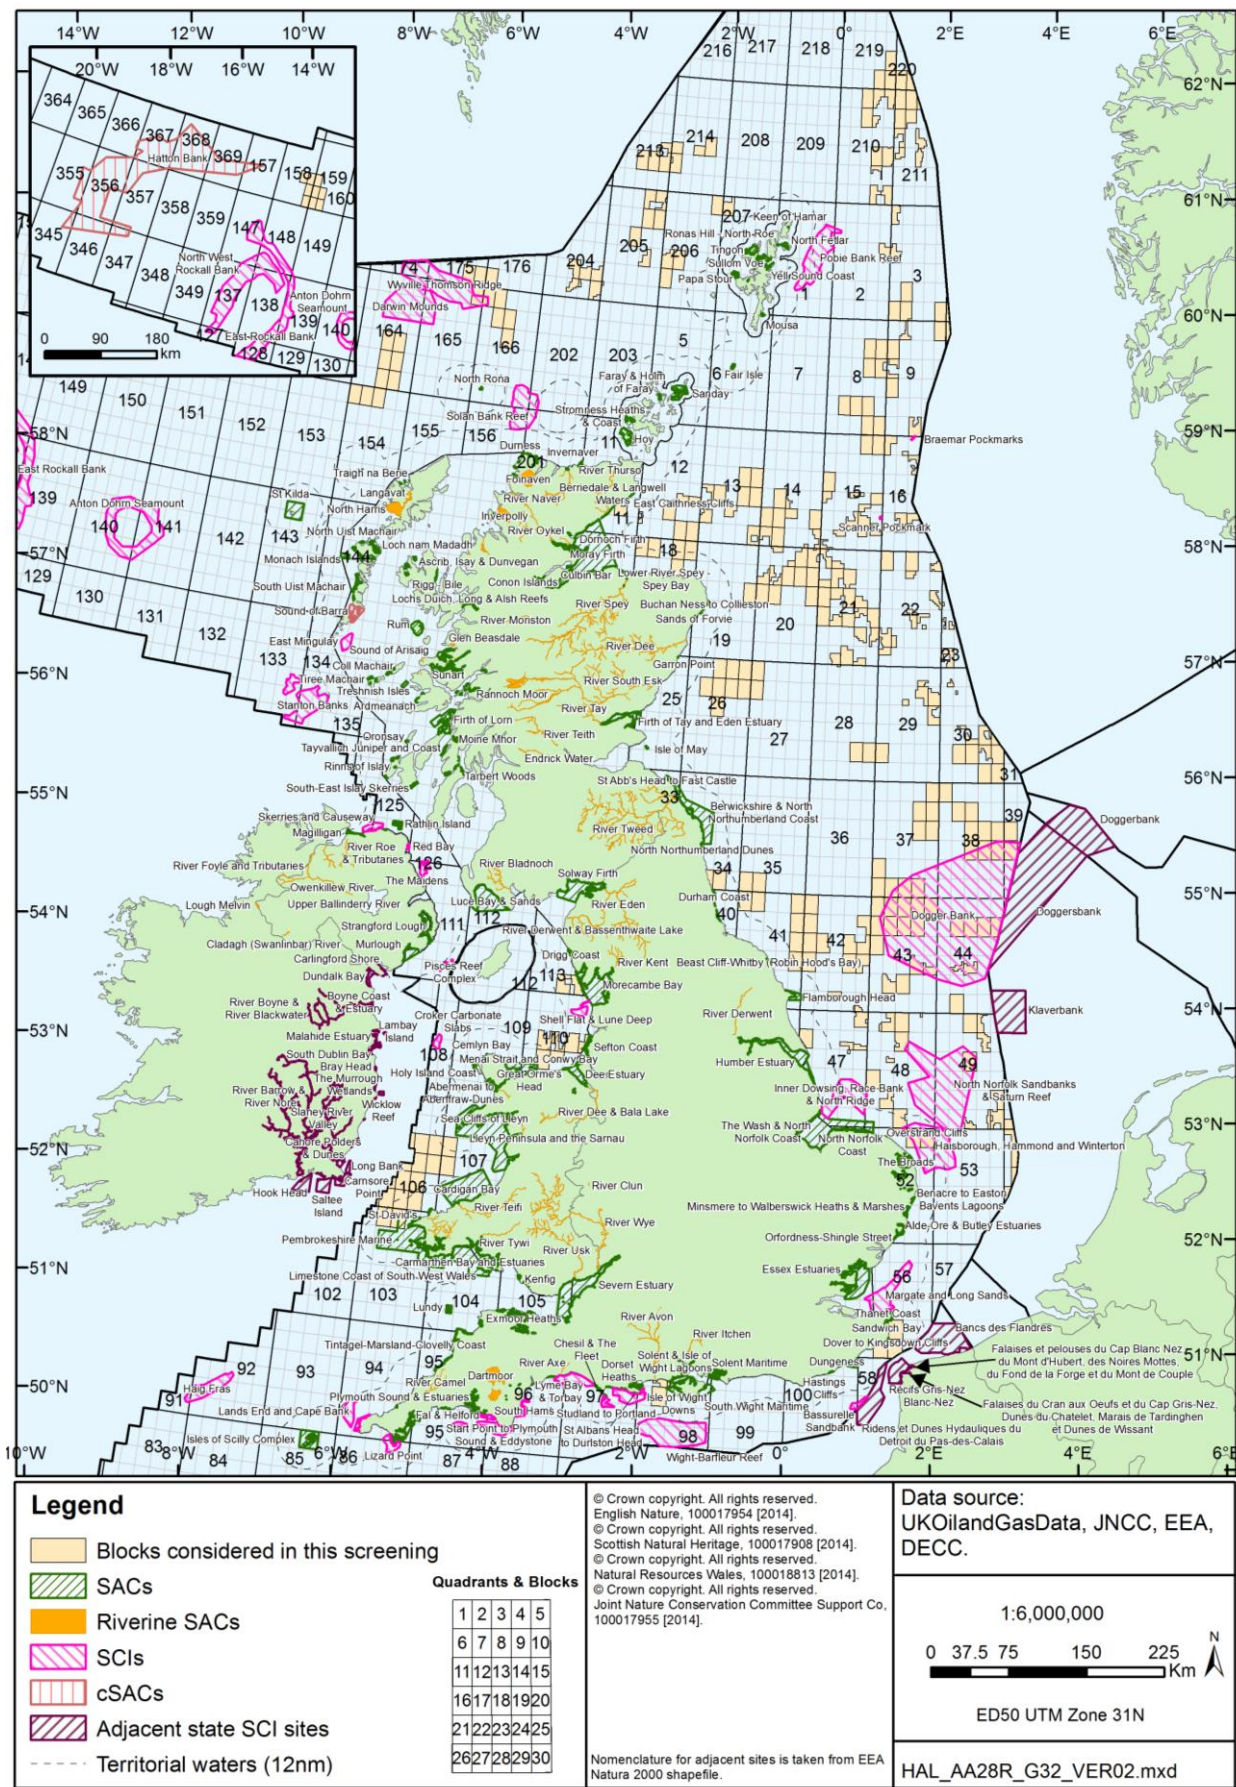 14°W 12°W 10°W 8°W 6°W 4°W 2°W 0° 2°E 4°E 6°E
20°W 18°W 16°W 14°W
216 217 218 219
220
62°N
364
365
366
367 368
369 157
Hatton Bank
158 159
160
355 356 357 358 359
147 148 149
345 346 347 348 349
North West
Rockall Bank
137 138 139
Anton Dohrn
Seamount
140
127 128 129 130
East Rockall Bank
0 90 180
km
213 214 208 209 210
211
61°N
207 Keen of Hamar
Ronas Hill - North Roe
North Fetlar
205 206
Tingon
Sullom Voe
Pobie Bank Reef
Papa Stour
Yell Sound Coast
204
174 175 176
1 2 3
Wyville Thomson Ridge
Darwin Mounds
Mousa
60°N
164 165 166 202 203 5
6 7 8 9
Fair Isle
North Rona
Faray & Holm
of Faray
Sanday
Solan Bank Reef
Stromness Heaths
& Coast
Hoy
Braemar Pockmarks
59°N
149 150 151 152 153 154 155 156
58°N
Durness
Invernaver
201
11 12 13 14 15 16
River Thurso
Foinaven
Berriedale & Langwell
Waters
Traigh na Berie
Langavat
River Naver
East Caithness Cliffs
Scanner Pockmark
East Rockall Bank
139
Anton Dohrn Seamount
140 141 142 143
St Kilda
North Harris
Inverpolly
River Oykel
11
Dornoch Firth
Moray Firth
18
58°N
57°N
North Uist Machair
Monach Islands
144
Loch nam Madadh
Ascrib, Isay & Dunvegan
Culbin Bar
Lower River Spey -
Spey Bay
South Uist Machair
Rigg - Bile
Conon Islands
129 130 131 132
Lochs Duich, Long & Alsh Reefs
River Spey
Buchan Ness to Collieston
Sands of Forvie
19 20 21 22 23
Sound of Barra
Rum
River Moriston
East Mingulay
Glen Beasdale
River Dee
Garron Point
57°N
Sound of Arisaig
133 134
Coll Machair
Tiree Machair
Sunart
River South Esk
25 26
56°N
Treshnish Isles
Rannoch Moor
Stanton Banks
Ardmeanach
River Tay
27 28 29 30
135
Firth of Lorn
Firth of Tay and Eden Estuary
Oronsay
Moine Mhor
River Teith
Isle of May
Tayvallich Juniper and Coast
Endrick Water
Rinns of Islay
Tarbert Woods
31
56°N
South-East Islay Skerries
St Abb's Head to Fast Castle
33
55°N
125
Skerries and Causeway
Rathlin Island
Berwickshire & North
Northumberland Coast
36 37 38 39
Doggerbank
Magilligan
River Roe
& Tributaries
Red Bay
River Tweed
River Foyle and Tributaries
126
North Northumberland Dunes
River Bladnoch
34 35
Owenkillew River
The Maidens
Solway Firth
Lough Melvin
Upper Ballinderry River
Luce Bay & Sands
River Eden
Durham Coast
40
55°N
54°N
Strangford Lough
111 112
Dogger Bank
Doggersbank
River Derwent & Bassenthwaite Lake
41 42 43 44
Cladagh (Swanlinbar) River
Murlough
Carlingford Shore
Drigg Coast
River Kent
Beast Cliff-Whitby (Robin Hood's Bay)
Dundalk Bay
Pisces Reef
Complex
112 113
Morecambe Bay
River Boyne &
River Blackwater
Boyne Coast
& Estuary
Flamborough Head
54°N
Klaverbank
Croker Carbonate
Slabs
Shell Flat & Lune Deep
River Derwent
53°N
Malahide Estuary
Lambay
Island
109 110
108
Cemlyn Bay
Sefton Coast
South Dublin Bay
Menai Strait and Conwy Bay
Humber Estuary
47 48 49
Bray Head
The Murrough
Wetlands
Holy Island Coast
Great Orme's
Head
Dee Estuary
Inner Dowsing, Race Bank
& North Ridge
North Norfolk Sandbanks
& Saturn Reef
River Barrow &
River Nore
Abermenai to
Aberffraw Dunes
53°N
Slaney River
Valley
Wicklow
Reef
River Dee & Bala Lake
Sea Cliffs of Lleyn
The Wash & North
Norfolk Coast
North Norfolk
Coast
Overstrand Cliffs
Haisborough, Hammond and Winterton
52°N
Cahore Polders
& Dunes
Lleyn Peninsula and the Sarnau
The Broads
52 53
Long Bank
107
Carnsore
Point
106
Cardigan Bay
River Clun
Benacre to Easton
Bavents Lagoons
Hook Head
Saltee
Island
River Teifi
Minsmere to Walberswick Heaths & Marshes
St David's
River Wye
Alde, Ore & Butley Estuaries
Pembrokeshire Marine
River Tywi
Orfordness-Shingle Street
52°N
River Usk
51°N
Carmarthen Bay and Estuaries
Essex Estuaries
56 57
Limestone Coast of South West Wales
Kenfig
Severn Estuary
102 103 104 105
Margate and Long Sands
Lundy
Thanet Coast
Exmoor Heaths
River Avon
Sandwich Bay
Bancs des Flandres
Tintagel-Marsland-Clovelly Coast
Chesil & The
Fleet
River Itchen
Dover to Kingsdown Cliffs
92 93 94 95
River Axe
Dorset
Heaths
Solent & Isle of
Wight Lagoons
Solent Maritime
Dungeness
Falaises et pelouses du Cap Blanc Nez,
du Mont d'Hubert, des Noires Mottes,
du Fond de la Forge et du Mont de Couple
51°N
River Camel
Dartmoor
Lyme Bay
& Torbay
Hastings
Cliffs
58
50°N
91
Haig Fras
Plymouth Sound & Estuaries
96 97
Isle of Wight
Downs
South Wight Maritime
100
Récifs Gris-Nez
Blanc-Nez
Lands End and Cape Bank
Fal & Helford
South Hams
Studland to Portland
Bassurelle
Sandbank
Falaises du Cran aux Oeufs et du Cap Gris-Nez,
Dunes du Chatelet, Marais de Tardinghen
et Dunes de Wissant
83 84 85 86 87 88
Isles of Scilly Complex
95
Start Point to Plymouth
Sound & Eddystone
St Albans Head
to Durlston Head
98 99
Ridens et Dunes Hydauliques du
Detroit du Pas-des-Calais
Lizard Point
Wight-Barfleur Reef
10°W 8°W 6°W 4°W 2°W 0° 2°E 4°E 6°E
Legend
Blocks considered in this screening
SACs
Riverine SACs
SCIs
cSACs
Adjacent state SCI sites
Territorial waters (12nm)
Quadrants & Blocks
1 2 3 4 5
6 7 8 9 10
11 12 13 14 15
16 17 18 19 20
21 22 23 24 25
26 27 28 29 30
© Crown copyright. All rights reserved.
English Nature, 100017954 [2014].
© Crown copyright. All rights reserved.
Scottish Natural Heritage, 100017908 [2014].
© Crown copyright. All rights reserved.
Natural Resources Wales, 100018813 [2014].
© Crown copyright. All rights reserved.
Joint Nature Conservation Committee Support Co,
100017955 [2014].
Nomenclature for adjacent sites is taken from EEA
Natura 2000 shapefile.
Data source:
UKOilandGasData, JNCC, EEA,
DECC.
1:6,000,000
0 37.5 75 150 225
Km
N
ED50 UTM Zone 31N
HAL_AA28R_G32_VER02.mxd